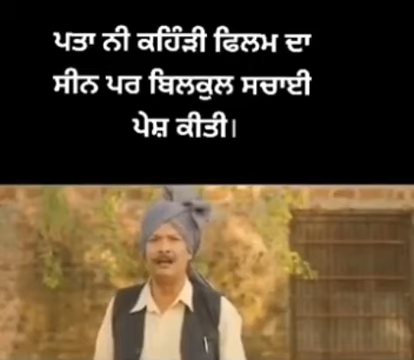 ਪਤਾ ਨੀ ਕਹਿੰੜੀ ਫਿਲਮ ਦਾ
ਸੀਨ ਪਰ ਬਿਲਕੁਲ ਸਚਾਈ
ਪੇਸ਼ ਕੀਤੀ।